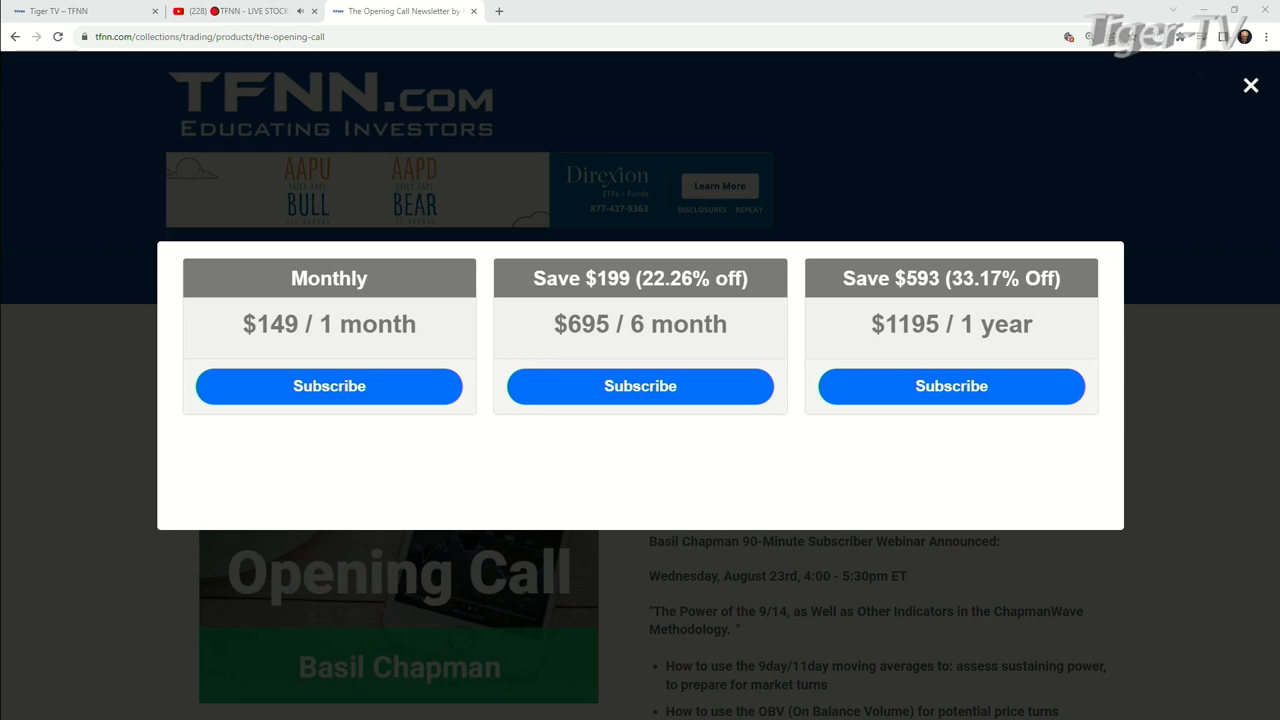 Tiger TV – TFNN
(228) 🔴TFNN - LIVE STOCK
The Opening Call Newsletter by
tfnn.com/collections/trading/products/the-opening-call
Tiger-TV
TFNN.COM
EDUCATING INVESTORS
AAPU
DAILY AAPL
BULL
AAPD
DAILY AAPL
BEAR
Direxion
ETFs Funds
877-437-9363
Learn More
DISCLOSURES REPLAY
Monthly
$149 / 1 month
Subscribe
Save $199 (22.26% off)
$695 / 6 month
Subscribe
Save $593 (33.17% Off)
$1195 / 1 year
Subscribe
Opening Call
Basil Chapman
Basil Chapman 90-Minute Subscriber Webinar Announced:
Wednesday, August 23rd, 4:00 - 5:30pm ET
"The Power of the 9/14, as Well as Other Indicators in the ChapmanWave
Methodology. "
• How to use the 9day/11day moving averages to: assess sustaining power,
to prepare for market turns
• How to use the OBV (On Balance Volume) for potential price turns